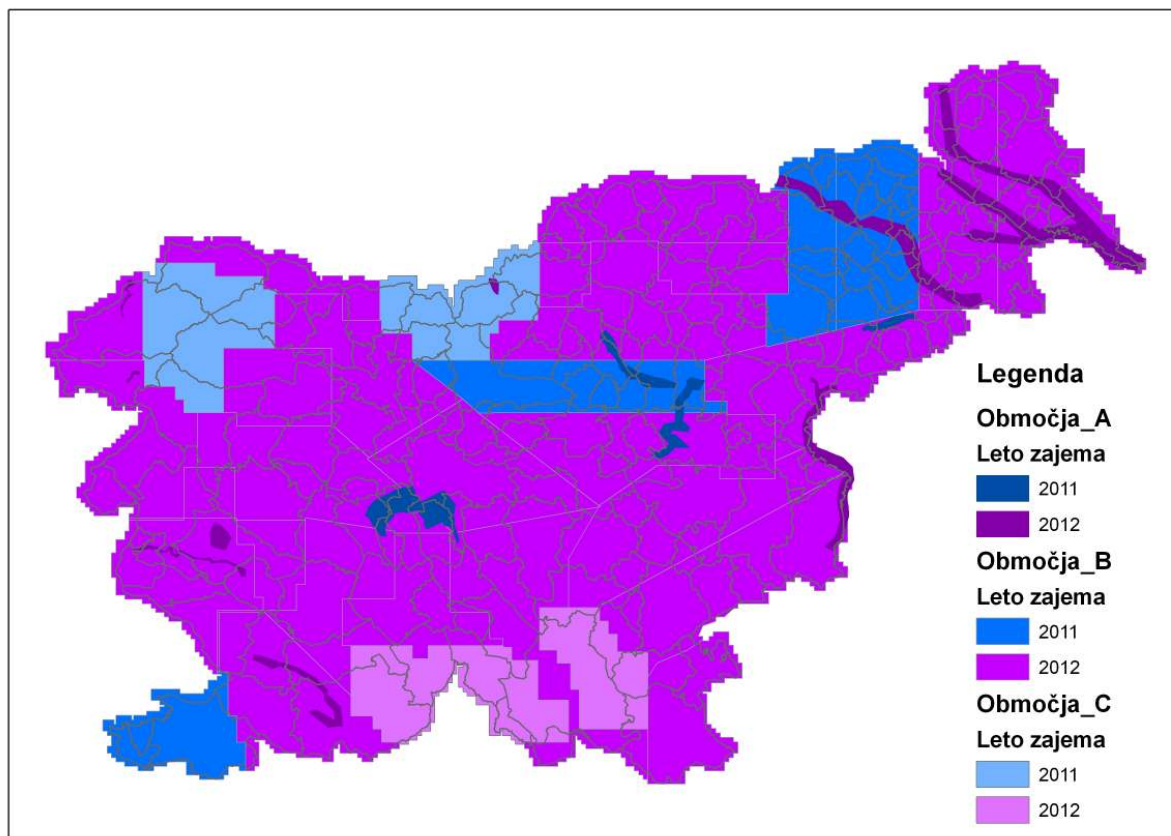 Legenda
Območja_A
Leto zajema
2011
2012
Območja_B
Leto zajema
2011
2012
Območja_C
Leto zajema
2011
2012